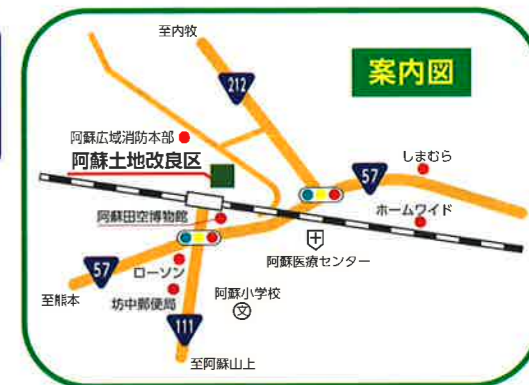 至内牧
案内図
212
阿蘇広域消防本部
阿蘇土地改良区
しまむら
57
阿蘇田空博物館
ホームワイド
阿蘇医療センター
57
ローソン
至熊本
阿蘇小学校
坊中郵便局
文
111
至阿蘇山上